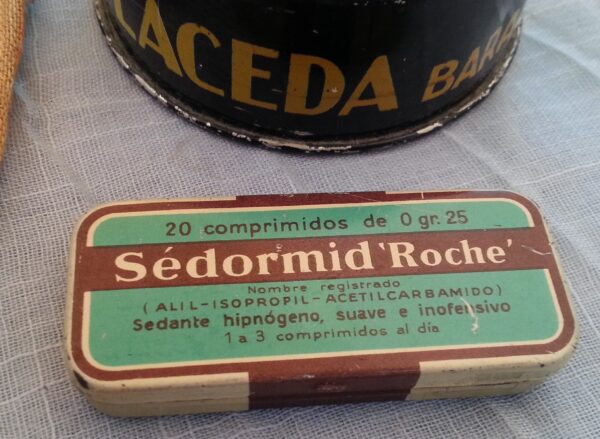 LACEDA BARA
20 comprimidos de 0 gr. 25
Sédormid 'Roche'
Nombre registrado
(ALIL-ISOPROPIL-ACETILCARBAMIDO)
Sedante hipnógeno, suave e inofensivo
1 a 3 comprimidos al día